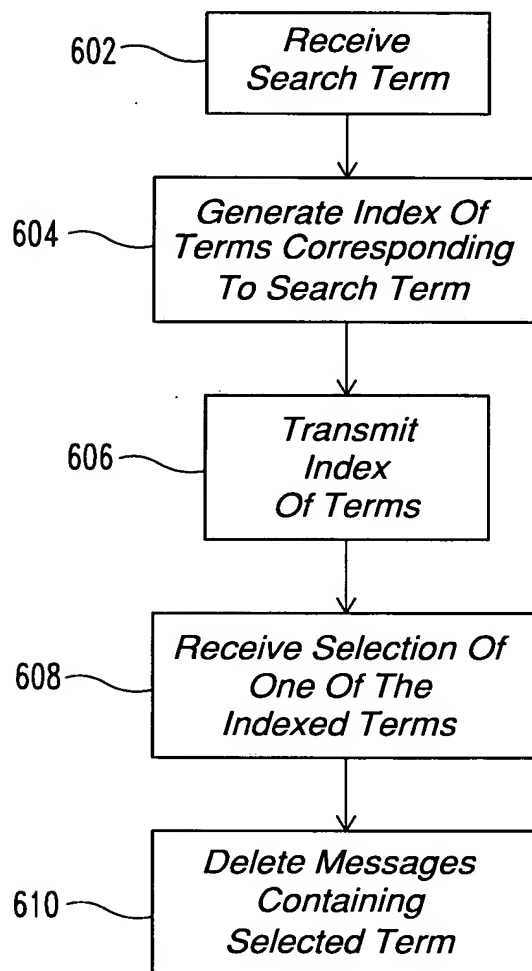 602
Receive
Search Term
604
Generate Index Of
Terms Corresponding
To Search Term
606
Transmit
Index
Of Terms
608
Receive Selection Of
One Of The
Indexed Terms
610
Delete Messages
Containing
Selected Term